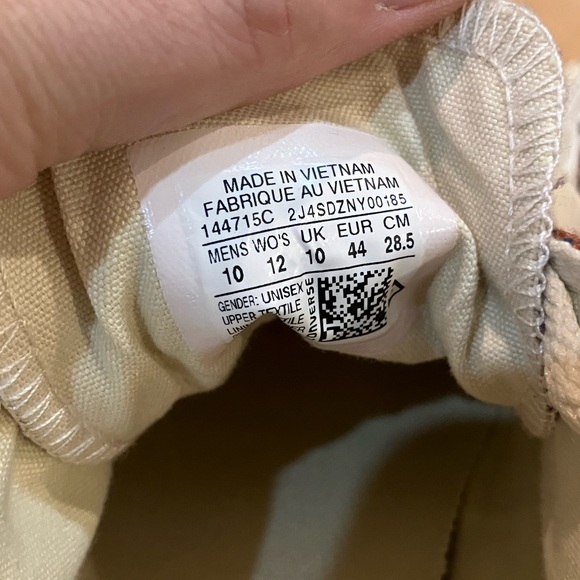 MADE IN VIETNAM
FABRIQUE AU VIETNAM
144715C 2J4SDZNY00185
MENS WO'S UK EUR CM
10 12 10 44 28.5
GENDER: UNISEX
UPPER TEXTILE
CONVERSE